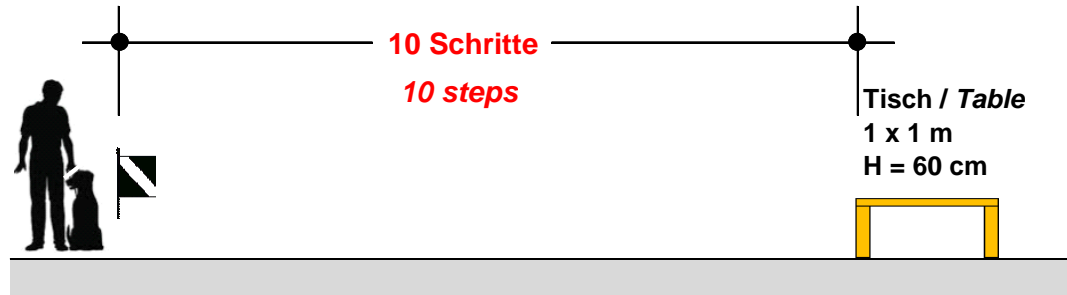 10 Schritte
10 steps
Tisch / Table
1 x 1 m
H = 60 cm